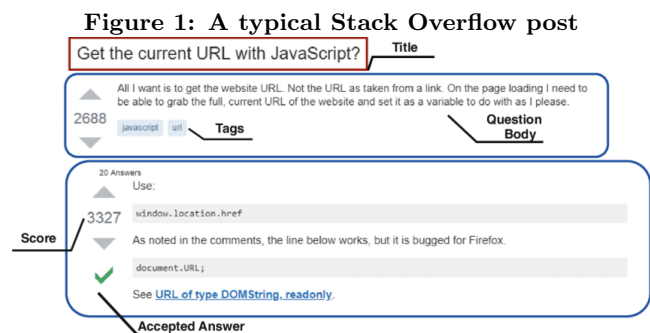 Figure 1: A typical Stack Overflow post
Get the current URL with JavaScript?
Title
All I want is to get the website URL. Not the URL as taken from a link. On the page loading I need to
be able to grab the full, current URL of the website and set it as a variable to do with as I please.
2688
javascript url
Tags
Question
Body
20 Answers
Use:
3327
window.location.href
Score
As noted in the comments, the line below works, but it is bugged for Firefox.
document.URL;
See URL of type DOMString, readonly.
Accepted Answer